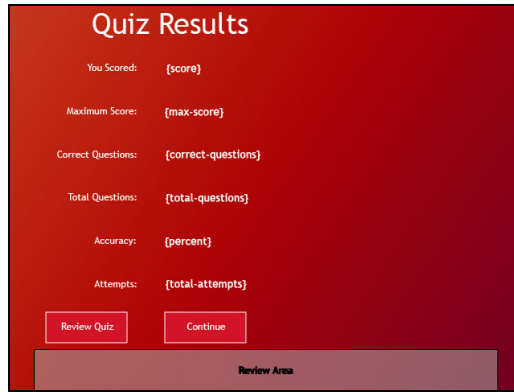 Quiz Results
You Scored: {score}
Maximum Score: {max-score}
Correct Questions: {correct-questions}
Total Questions: {total-questions}
Accuracy: {percent}
Attempts: {total-attempts}
Review Quiz Continue
Review Area